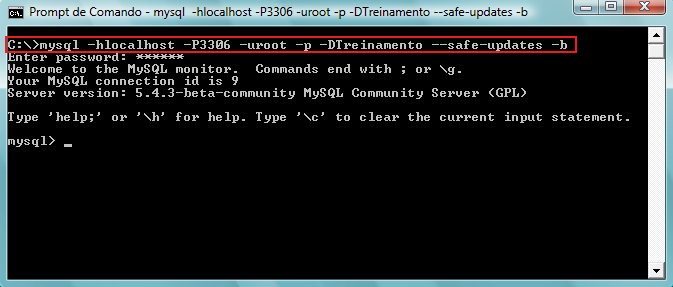 Prompt de Comando - mysql -hlocalhost -P3306 -uroot -p -DTreinamento --safe-updates -b
C:\>mysql -hlocalhost -P3306 -uroot -p -DTreinamento --safe-updates -b
Enter password: ******
Welcome to the MySQL monitor.  Commands end with ; or \g.
Your MySQL connection id is 9
Server version: 5.4.3-beta-community MySQL Community Server (GPL)
Type 'help;' or '\h' for help. Type '\c' to clear the current input statement.
mysql> _